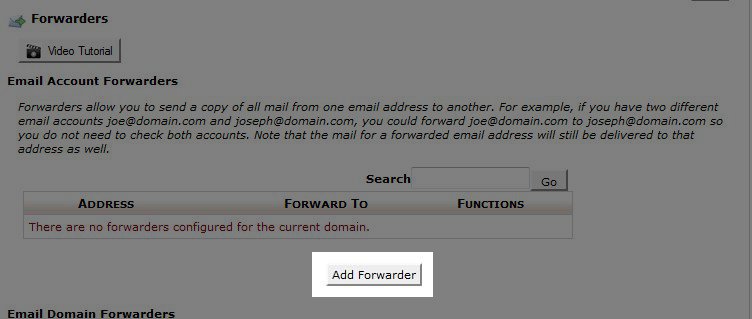 Forwarders
Video Tutorial
Email Account Forwarders
Forwarders allow you to send a copy of all mail from one email address to another. For example, if you have two different
email accounts joe@domain.com and joseph@domain.com, you could forward joe@domain.com to joseph@domain.com so
you do not need to check both accounts. Note that the mail for a forwarded email address will still be delivered to that
address as well.
Search Go
ADDRESS FORWARD TO FUNCTIONS
There are no forwarders configured for the current domain.
Add Forwarder
Email Domain Forwarders